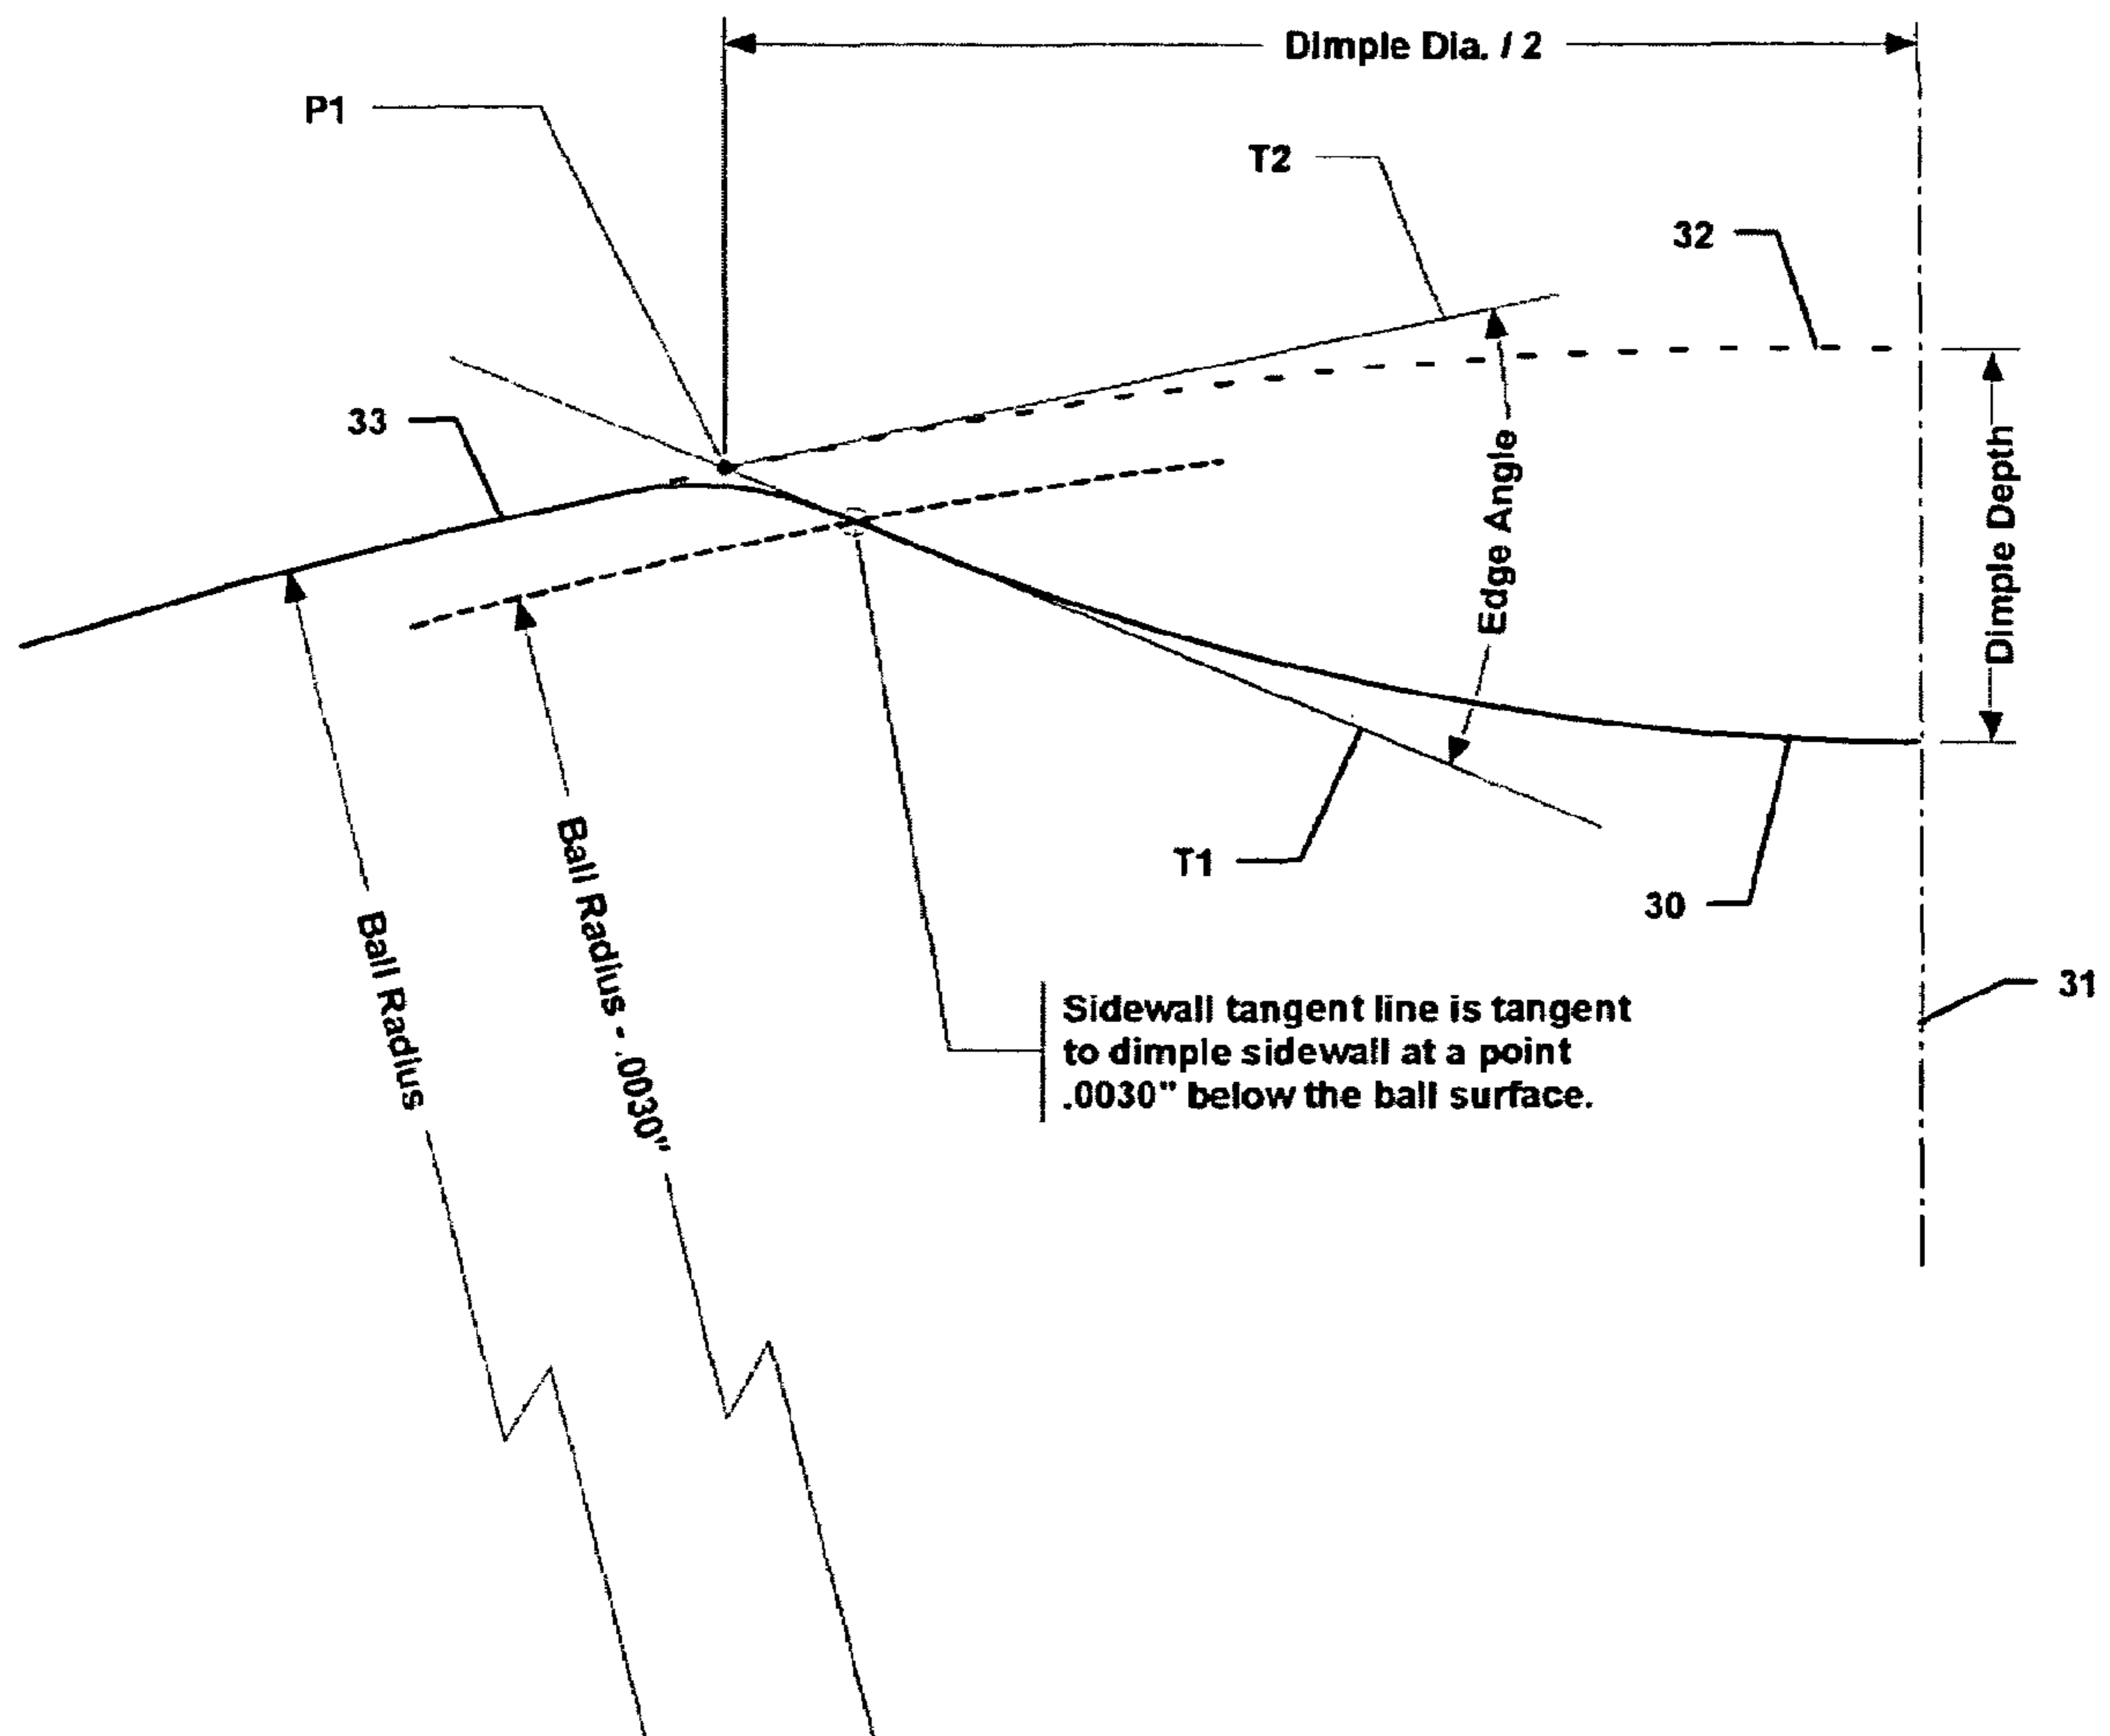 Dimple Dia. / 2
P1
T2
32
33
Edge Angle
Dimple Depth
Ball Radius
Ball Radius - .0030"
T1
30
31
Sidewall tangent line is tangent
to dimple sidewall at a point
.0030" below the ball surface.